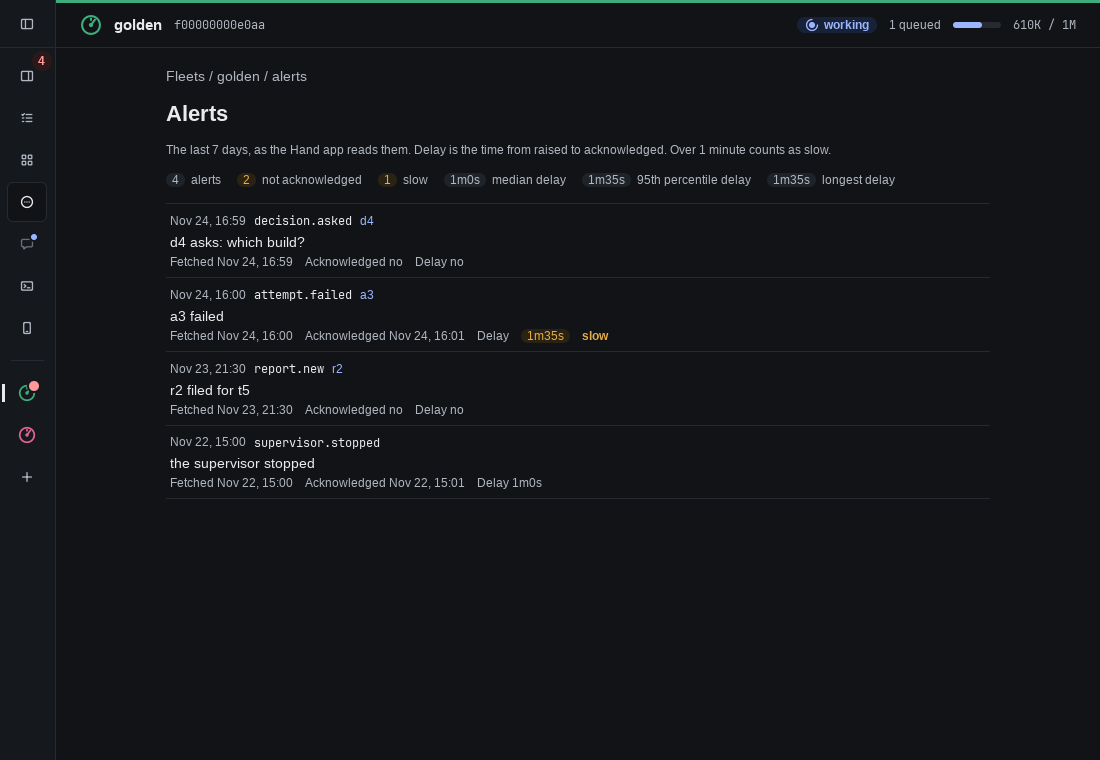 golden f00000000e0aa working 1 queued 610K / 1M
4
Fleets / golden / alerts
Alerts
The last 7 days, as the Hand app reads them. Delay is the time from raised to acknowledged. Over 1 minute counts as slow.
4 alerts 2 not acknowledged 1 slow 1m0s median delay 1m35s 95th percentile delay 1m35s longest delay
Nov 24, 16:59 decision.asked d4
d4 asks: which build?
Fetched Nov 24, 16:59 Acknowledged no Delay no
Nov 24, 16:00 attempt.failed a3
a3 failed
Fetched Nov 24, 16:00 Acknowledged Nov 24, 16:01 Delay 1m35s slow
Nov 23, 21:30 report.new r2
r2 filed for t5
Fetched Nov 23, 21:30 Acknowledged no Delay no
Nov 22, 15:00 supervisor.stopped
the supervisor stopped
Fetched Nov 22, 15:00 Acknowledged Nov 22, 15:01 Delay 1m0s